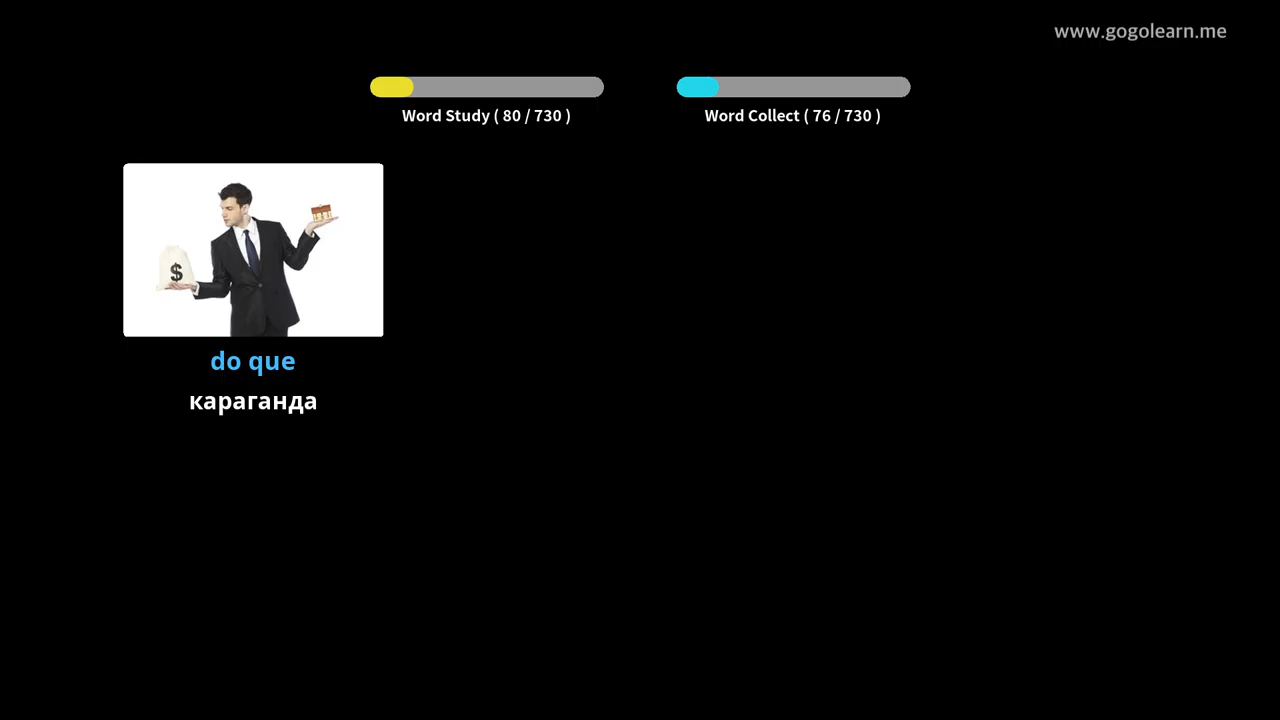 www.gogolearn.me
Word Study ( 80 / 730 )
Word Collect ( 76 / 730 )
$
do que
караганда